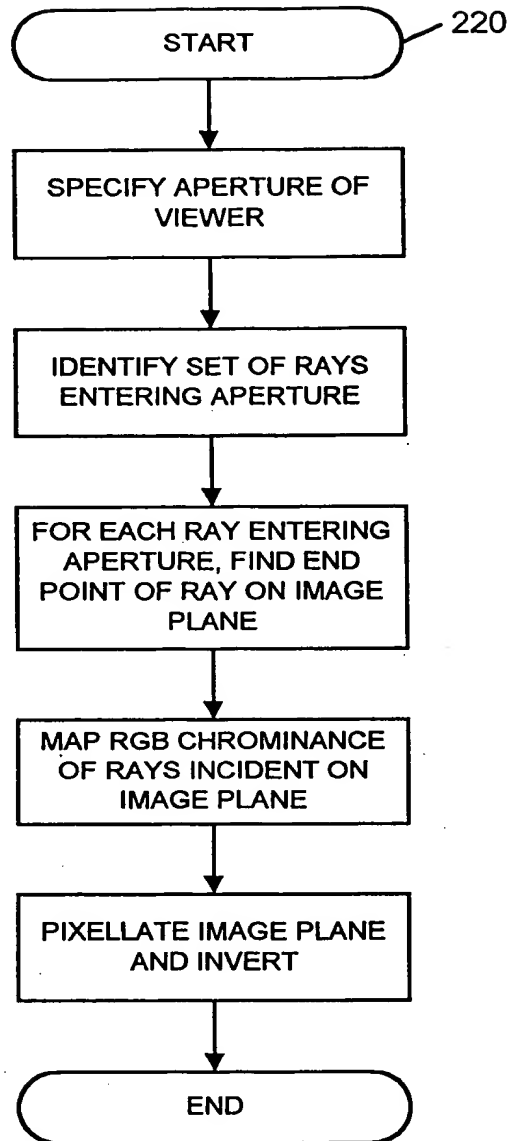 START
220
SPECIFY APERTURE OF
VIEWER
IDENTIFY SET OF RAYS
ENTERING APERTURE
FOR EACH RAY ENTERING
APERTURE, FIND END
POINT OF RAY ON IMAGE
PLANE
MAP RGB CHROMINANCE
OF RAYS INCIDENT ON
IMAGE PLANE
PIXELLATE IMAGE PLANE
AND INVERT
END